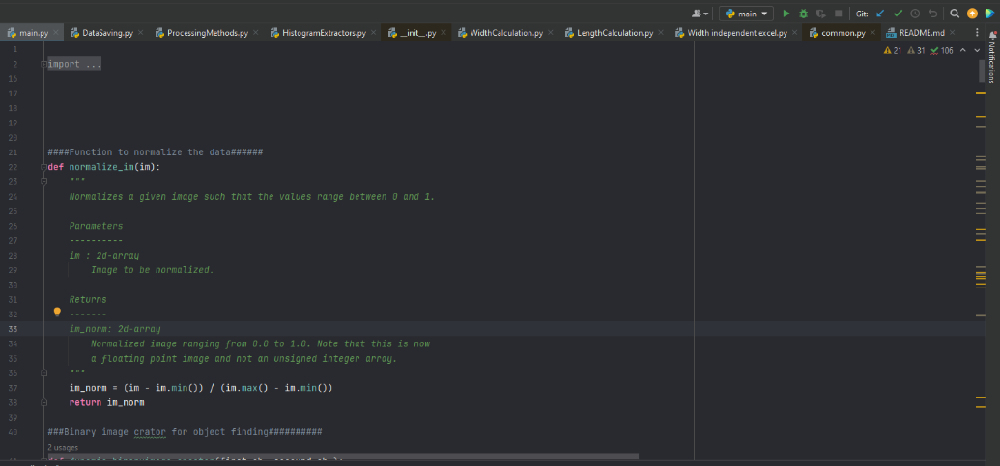 main
Git:
main.py
DataSaving.py
ProcessingMethods.py
HistogramExtractors.py
__init__.py
WidthCalculation.py
LengthCalculation.py
Width independent excel.py
common.py
README.md
Notifications
21 31 106
1
2 import ...
16
17
18
19
20
21 ####Function to normalize the data######
22 def normalize_im(im):
23 """
24 Normalizes a given image such that the values range between 0 and 1.
25
26 Parameters
27 ----------
28 im : 2d-array
29 Image to be normalized.
30
31 Returns
32 -------
33 im_norm: 2d-array
34 Normalized image ranging from 0.0 to 1.0. Note that this is now
35 a floating point image and not an unsigned integer array.
36 """
37 im_norm = (im - im.min()) / (im.max() - im.min())
38 return im_norm
39
40 ###Binary image crator for object finding##########
2 usages